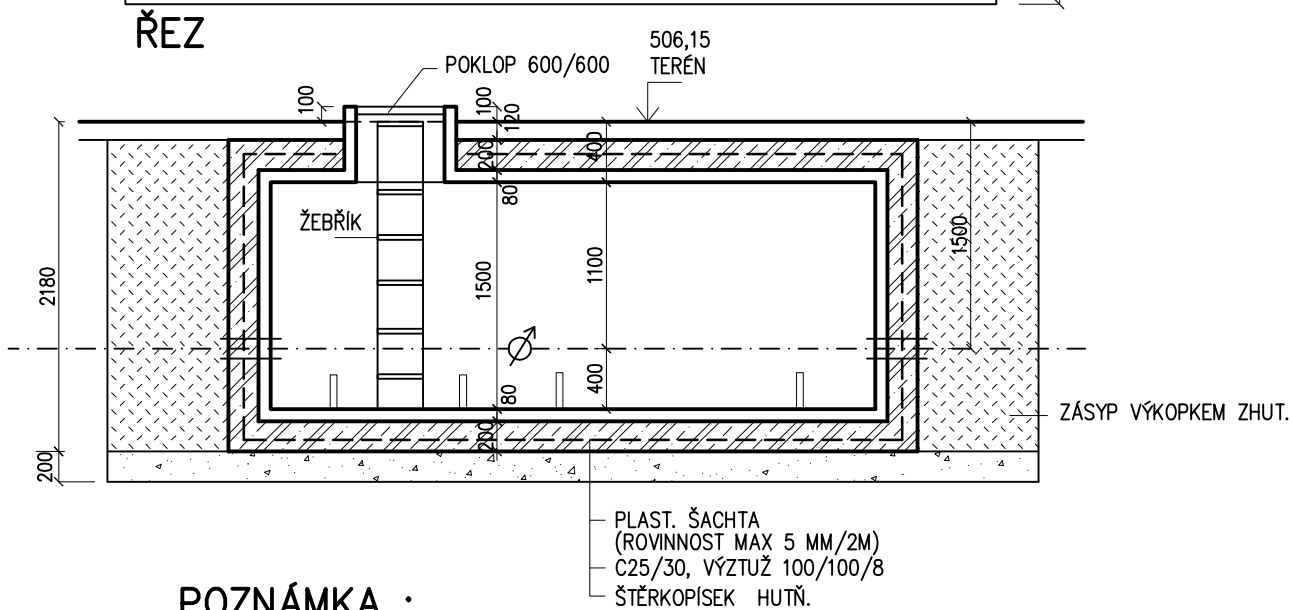 ŘEZ
506,15
TERÉN
POKLOP 600/600
100
100
120
200
400
80
ŽEBŘÍK
2180
1500
1100
1500
80
400
200
200
ZÁSYP VÝKOPKEM ZHUT.
PLAST. ŠACHTA
(ROVINNOST MAX 5 MM/2M)
C25/30, VÝZTUŽ 100/100/8
ŠTĚRKOPÍSEK HUTŇ.
POZNÁMKA :